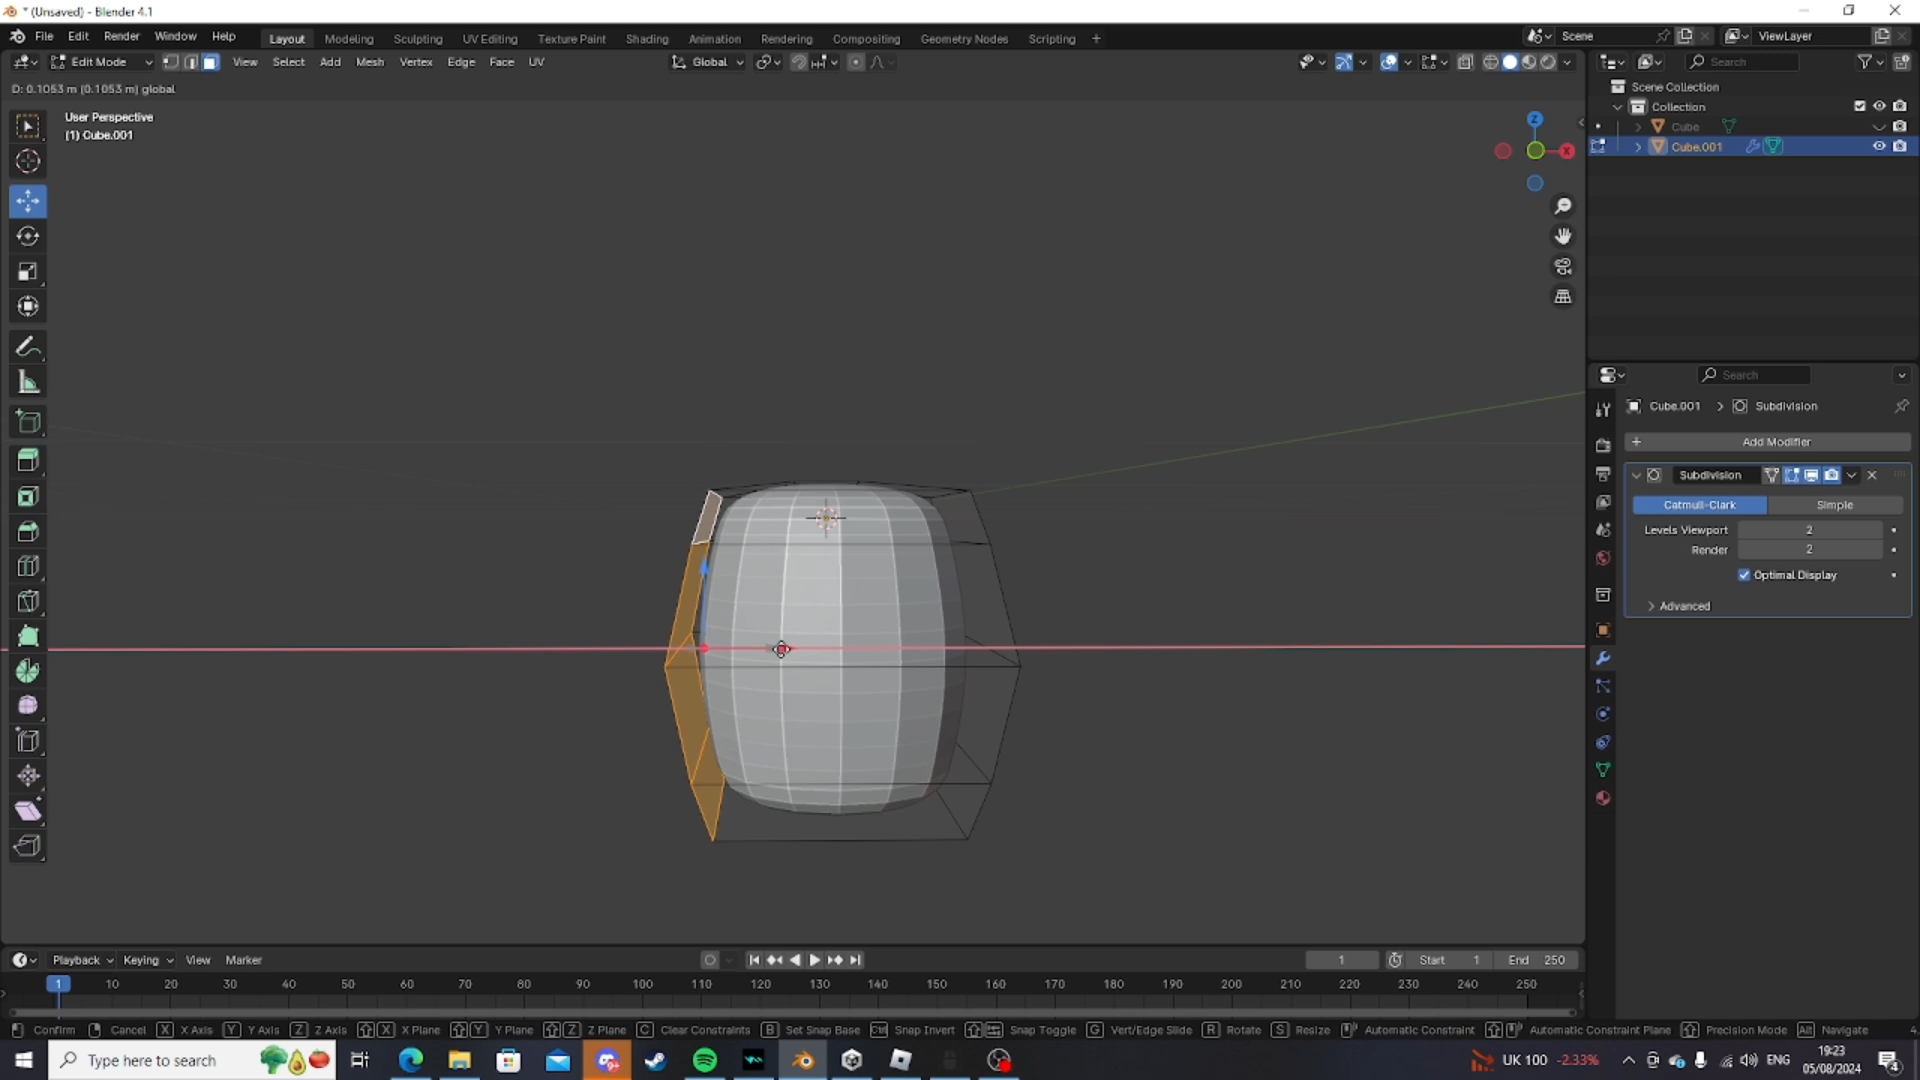 * (Unsaved) - Blender 4.1
File Edit Render Window Help Layout Modeling Sculpting UV Editing Texture Paint Shading Animation Rendering Compositing Geometry Nodes Scripting + Scene ViewLayer
Edit Mode View Select Add Mesh Vertex Edge Face UV Global Search
D: 0.1053 m (0.1053 m) global
Scene Collection
Collection
User Perspective
(1) Cube.001
Cube
Cube.001
Z
X
Search
Cube.001 > Subdivision
+ Add Modifier
Subdivision
Catmull-Clark Simple
Levels Viewport 2
Render 2
Optimal Display
> Advanced
Playback Keying View Marker 1 Start 1 End 250
1 10 20 30 40 50 60 70 80 90 100 110 120 130 140 150 160 170 180 190 200 210 220 230 240 250
Confirm Cancel X X Axis Y Y Axis Z Z Axis X X Plane Y Y Plane Z Z Plane C Clear Constraints B Set Snap Base Ctrl Snap Invert Snap Toggle G Vert/Edge Slide R Rotate S Resize Automatic Constraint Automatic Constraint Plane Precision Mode Alt Navigate 4.
Type here to search UK 100 -2.33% ENG 19:23
05/08/2024 4